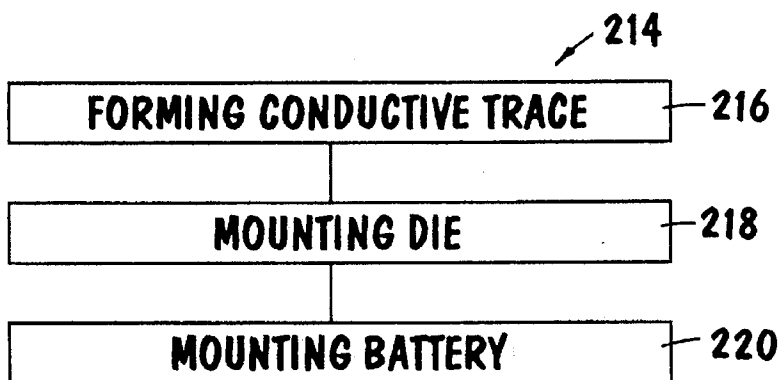 214
FORMING CONDUCTIVE TRACE 216
MOUNTING DIE 218
MOUNTING BATTERY 220